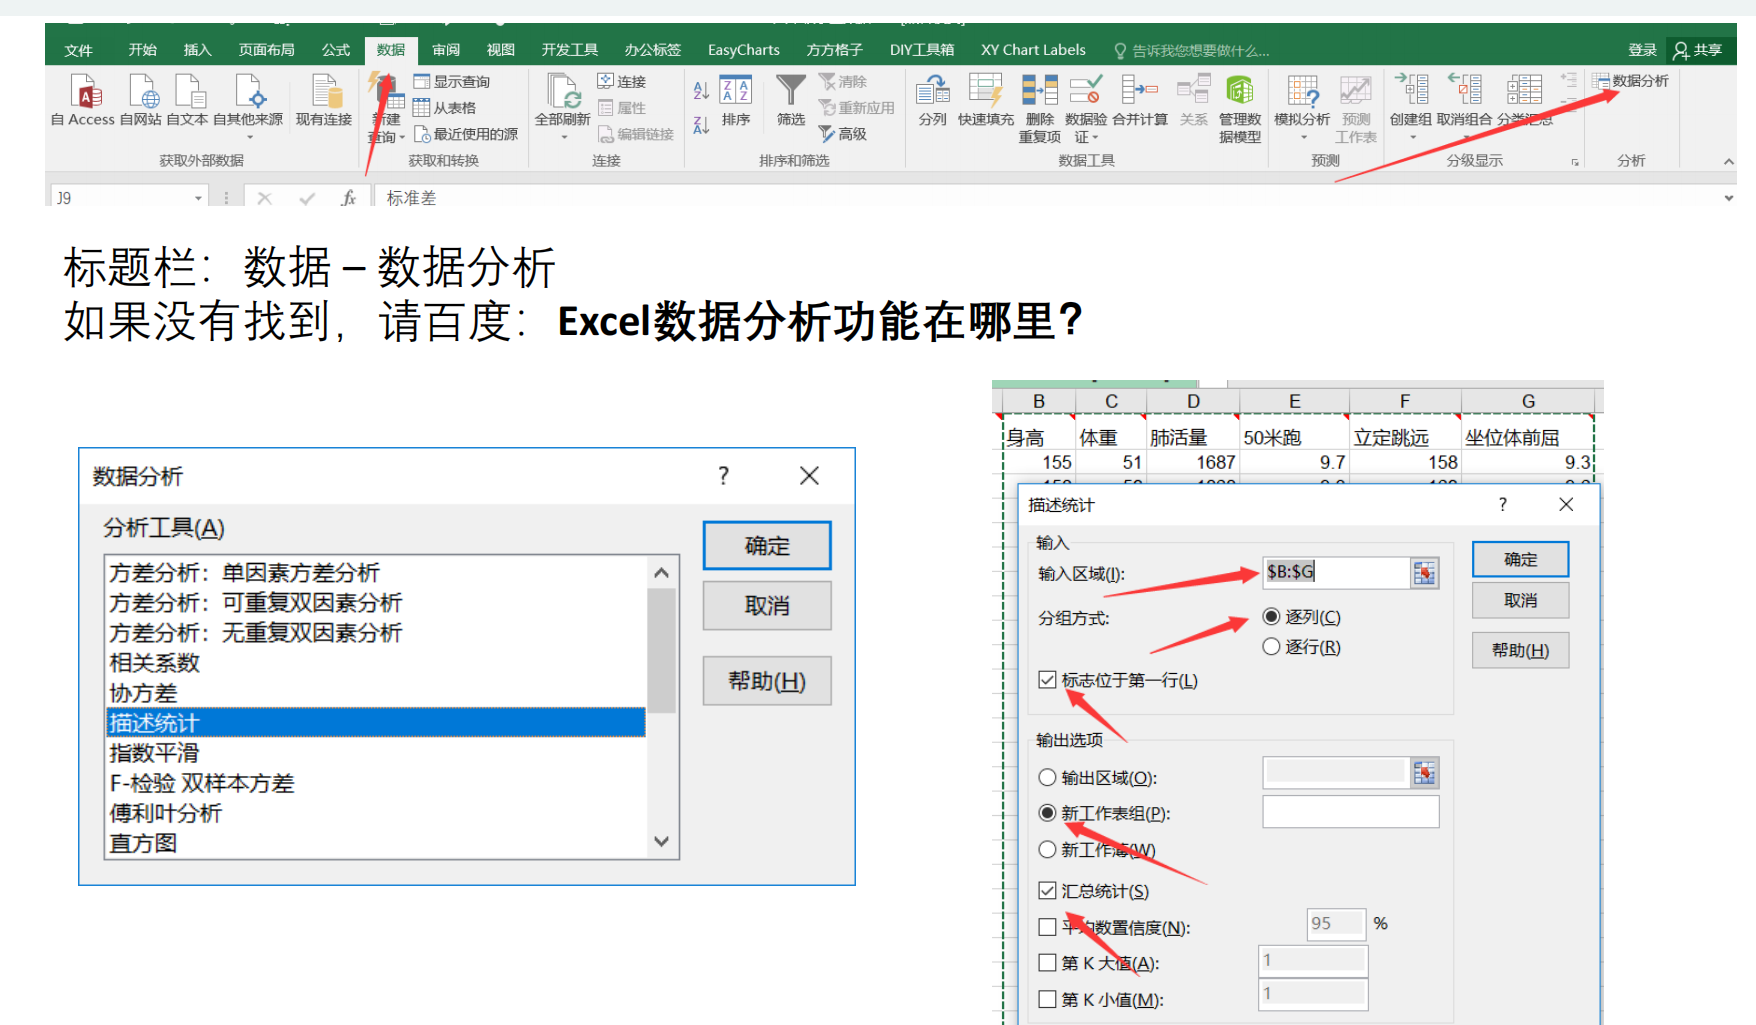 文件 开始 插入 页面布局 公式 数据 审阅 视图 开发工具 办公标签 EasyCharts 方方格子 DIY工具箱 XY Chart Labels 告诉我您想要做什么... 登录 共享
自 Access 自网站 自文本 自其他来源 现有连接 新建查询 显示查询 从表格 最近使用的源 全部刷新 连接 属性 编辑链接 排序 筛选 清除 重新应用 高级 分列 快速填充 删除重复项 数据验证 合并计算 关系 管理数据模型 模拟分析 预测工作表 创建组 取消组合 分类汇总 数据分析
获取外部数据 获取和转换 连接 排序和筛选 数据工具 预测 分级显示 分析
J9 fx 标准差
标题栏：数据 – 数据分析
如果没有找到，请百度：Excel数据分析功能在哪里？
数据分析 ?
分析工具(A)
方差分析：单因素方差分析
方差分析：可重复双因素分析
方差分析：无重复双因素分析
相关系数
协方差
描述统计
指数平滑
F-检验 双样本方差
傅利叶分析
直方图
确定
取消
帮助(H)
B C D E F G
身高 体重 肺活量 50米跑 立定跳远 坐位体前屈
155 51 1687 9.7 158 9.3
描述统计 ?
输入
输入区域(I): $B:$G
分组方式: 逐列(C)
逐行(R)
标志位于第一行(L)
确定
取消
帮助(H)
输出选项
输出区域(O):
新工作表组(P):
新工作薄(W)
汇总统计(S)
平均数置信度(N): 95 %
第 K 大值(A): 1
第 K 小值(M): 1